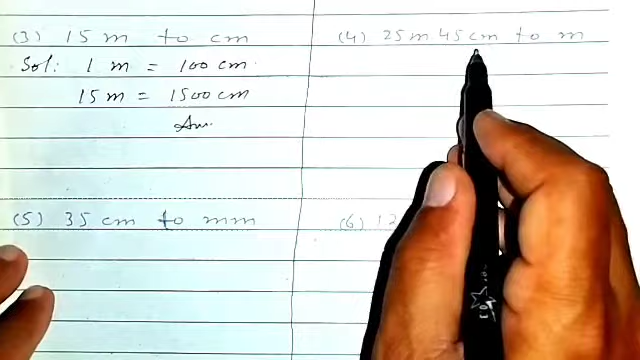 (3) 15 m to cm
Sol: 1 m = 100 cm.
15 m = 1500 cm
Ans.
(4) 25 m 45 cm to m
(5) 35 cm to mm
(6) 12